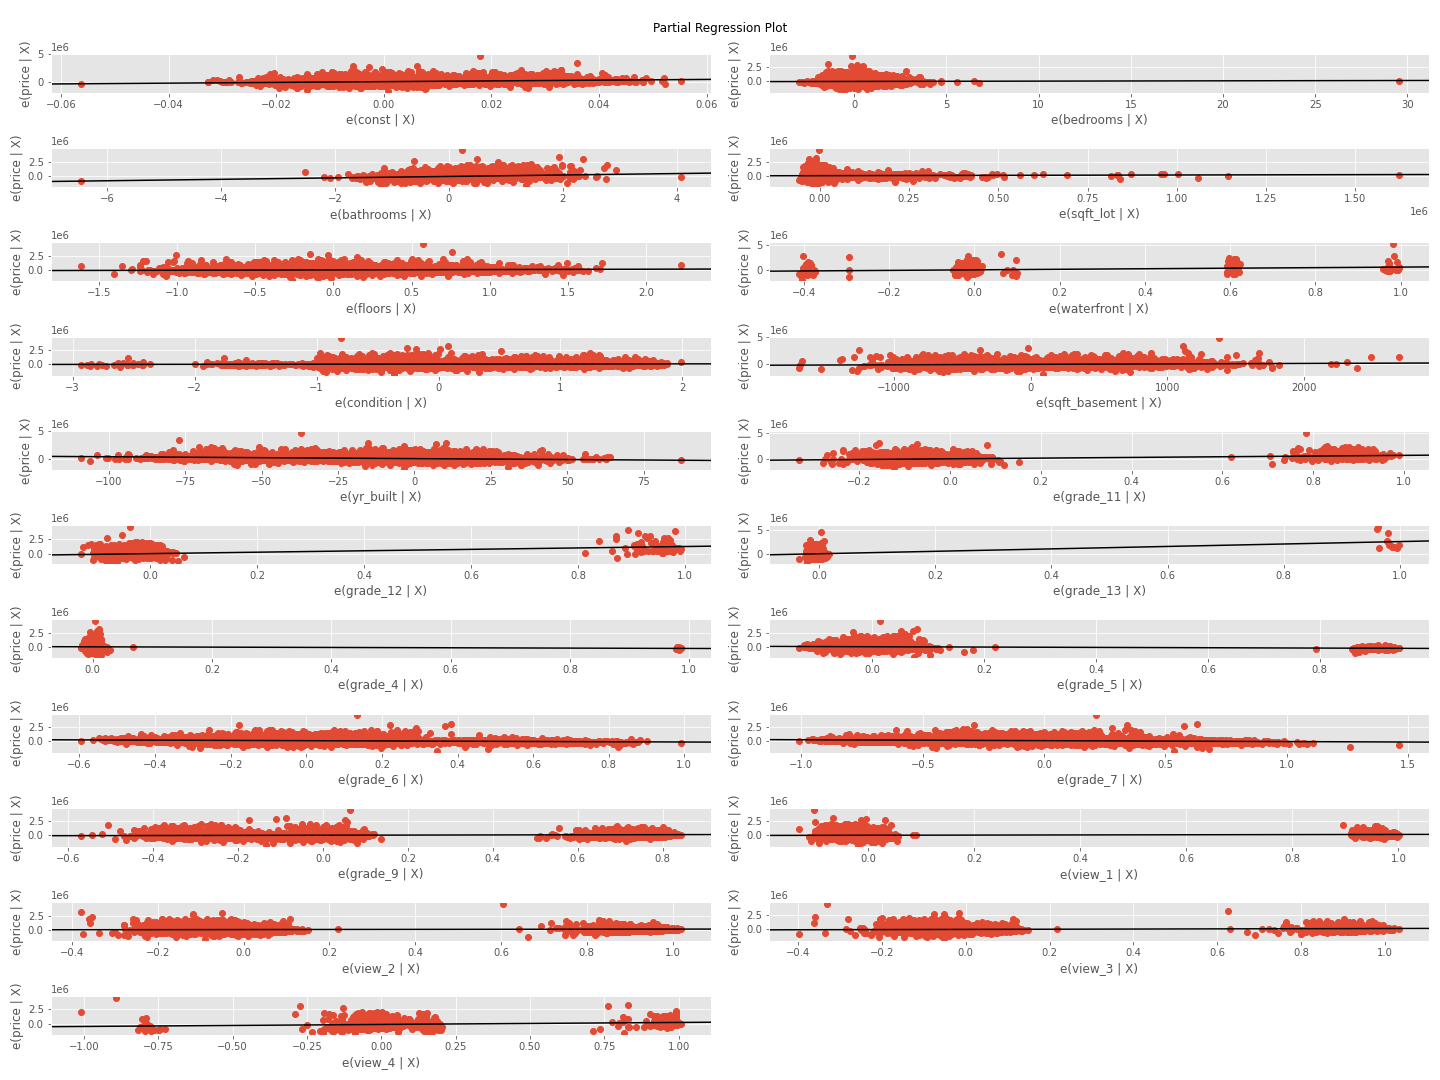 Partial Regression Plot
1e6
5
0
e(price | X)
−0.06 −0.04 −0.02 0.00 0.02 0.04 0.06
e(const | X)
1e6
2.5
0.0
e(price | X)
0 5 10 15 20 25 30
e(bedrooms | X)
1e6
2.5
0.0
e(price | X)
−6 −4 −2 0 2 4
e(bathrooms | X)
1e6
2.5
0.0
e(price | X)
0.00 0.25 0.50 0.75 1.00 1.25 1.50
1e6
e(sqft_lot | X)
1e6
2.5
0.0
e(price | X)
−1.5 −1.0 −0.5 0.0 0.5 1.0 1.5 2.0
e(floors | X)
1e6
5
0
e(price | X)
−0.4 −0.2 0.0 0.2 0.4 0.6 0.8 1.0
e(waterfront | X)
1e6
2.5
0.0
e(price | X)
−3 −2 −1 0 1 2
e(condition | X)
1e6
5
0
e(price | X)
−1000 0 1000 2000
e(sqft_basement | X)
1e6
5
0
e(price | X)
−100 −75 −50 −25 0 25 50 75
e(yr_built | X)
1e6
5
0
e(price | X)
−0.2 0.0 0.2 0.4 0.6 0.8 1.0
e(grade_11 | X)
1e6
2.5
0.0
e(price | X)
0.0 0.2 0.4 0.6 0.8 1.0
e(grade_12 | X)
1e6
5
0
e(price | X)
0.0 0.2 0.4 0.6 0.8 1.0
e(grade_13 | X)
1e6
2.5
0.0
e(price | X)
0.0 0.2 0.4 0.6 0.8 1.0
e(grade_4 | X)
1e6
2.5
0.0
e(price | X)
0.0 0.2 0.4 0.6 0.8
e(grade_5 | X)
1e6
2.5
0.0
e(price | X)
−0.6 −0.4 −0.2 0.0 0.2 0.4 0.6 0.8 1.0
e(grade_6 | X)
1e6
2.5
0.0
e(price | X)
−1.0 −0.5 0.0 0.5 1.0 1.5
e(grade_7 | X)
1e6
2.5
0.0
e(price | X)
−0.6 −0.4 −0.2 0.0 0.2 0.4 0.6 0.8
e(grade_9 | X)
1e6
2.5
0.0
e(price | X)
0.0 0.2 0.4 0.6 0.8 1.0
e(view_1 | X)
1e6
2.5
0.0
e(price | X)
−0.4 −0.2 0.0 0.2 0.4 0.6 0.8 1.0
e(view_2 | X)
1e6
2.5
0.0
e(price | X)
−0.4 −0.2 0.0 0.2 0.4 0.6 0.8 1.0
e(view_3 | X)
1e6
2.5
0.0
e(price | X)
−1.00 −0.75 −0.50 −0.25 0.00 0.25 0.50 0.75 1.00
e(view_4 | X)